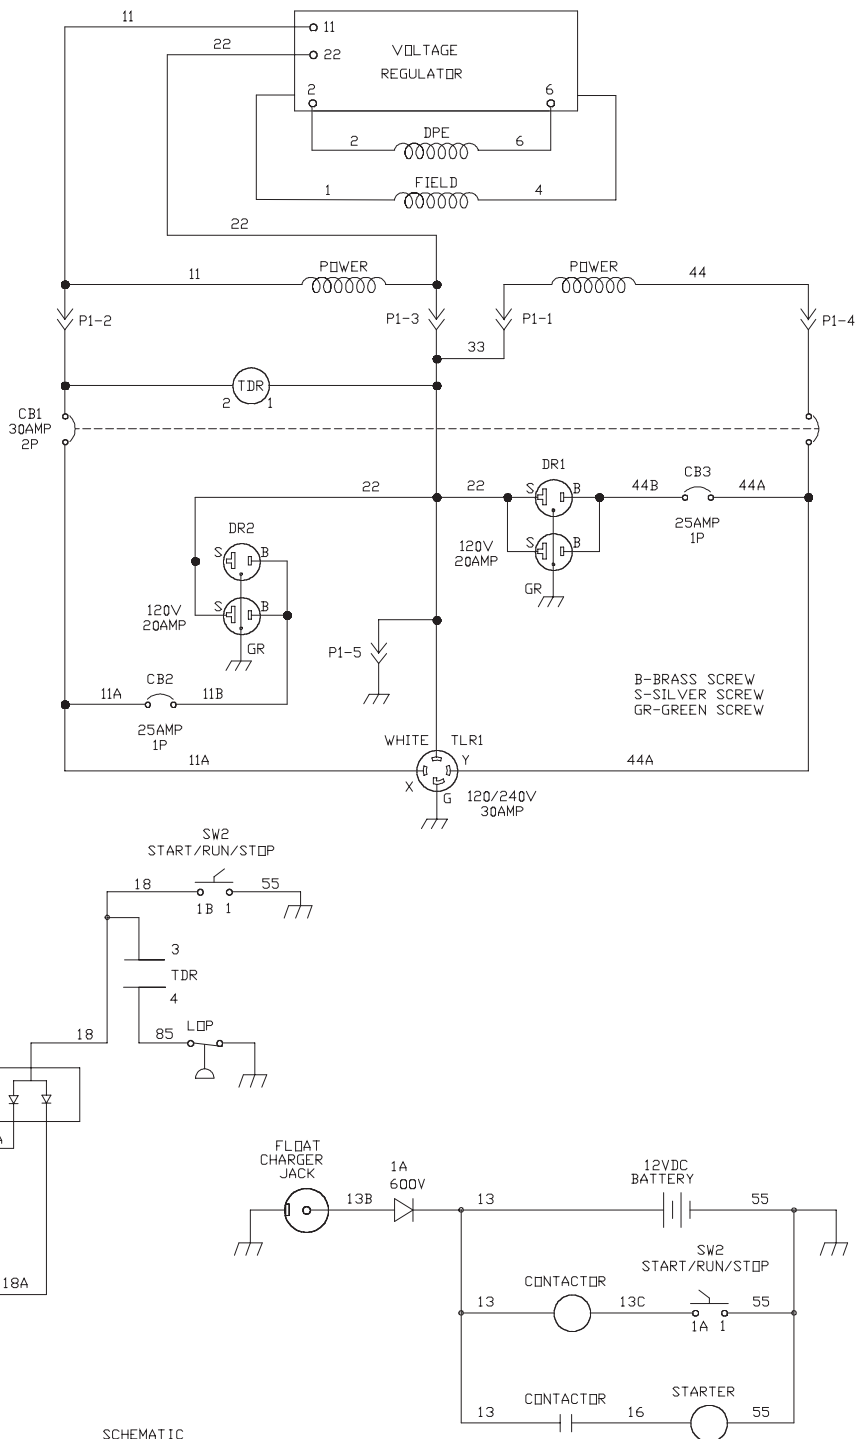 11
11
22
22
VOLTAGE
REGULATOR
2
6
DPE
2
6
FIELD
1
4
22
POWER
POWER
11
44
P1-2
P1-3
P1-1
P1-4
33
TDR
2
1
CB1
30AMP
2P
DR1
CB3
22
22
S
B
44B
44A
25AMP
1P
DR2
S
B
120V
20AMP
S
B
GR
120V
20AMP
S
B
GR
P1-5
CB2
11A
11B
25AMP
1P
B-BRASS SCREW
S-SILVER SCREW
GR-GREEN SCREW
WHITE
TLR1
11A
Y
44A
X
G
120/240V
30AMP
SW2
START/RUN/STOP
18
55
1B
1
3
TDR
4
18
85
LOP
A
18A
FLOAT
CHARGER
JACK
1A
600V
12VDC
BATTERY
13B
13
55
SW2
START/RUN/STOP
CONTACTOR
13
13C
55
1A
1
CONTACTOR
STARTER
13
16
55
SCHEMATIC